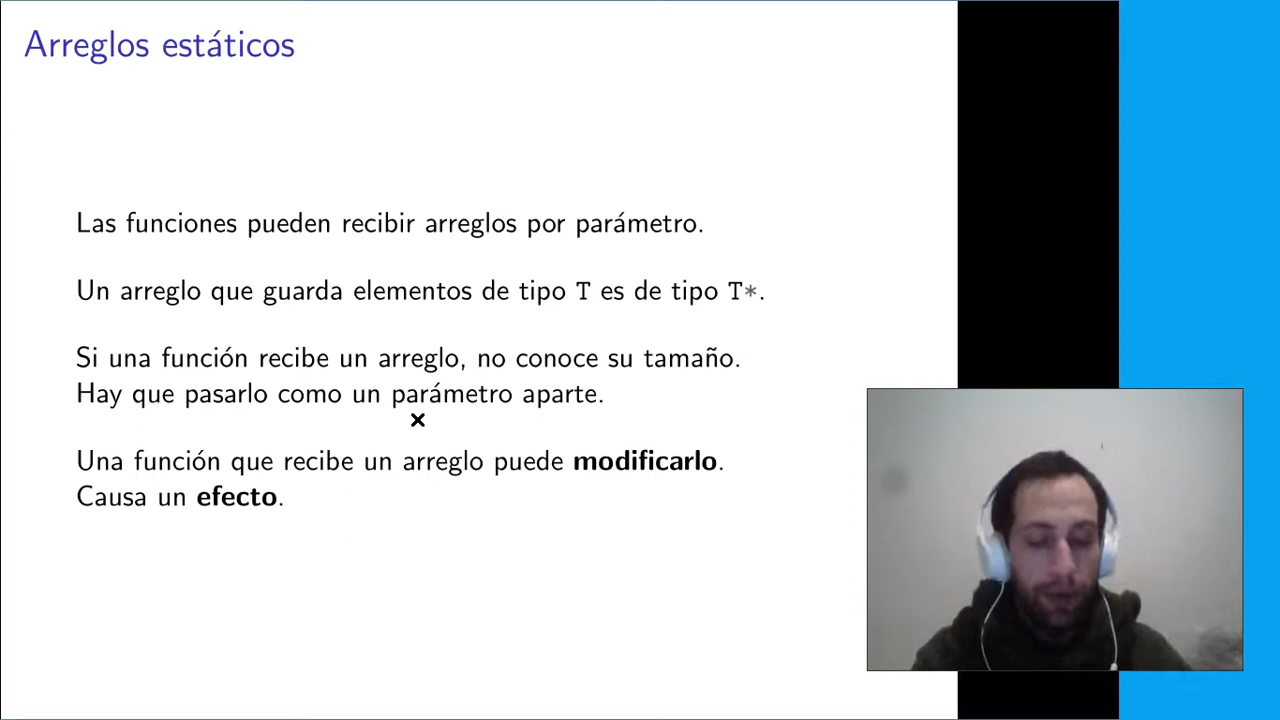 Arreglos estáticos
Las funciones pueden recibir arreglos por parámetro.
Un arreglo que guarda elementos de tipo T es de tipo T*.
Si una función recibe un arreglo, no conoce su tamaño.
Hay que pasarlo como un parámetro aparte.
Una función que recibe un arreglo puede modificarlo.
Causa un efecto.